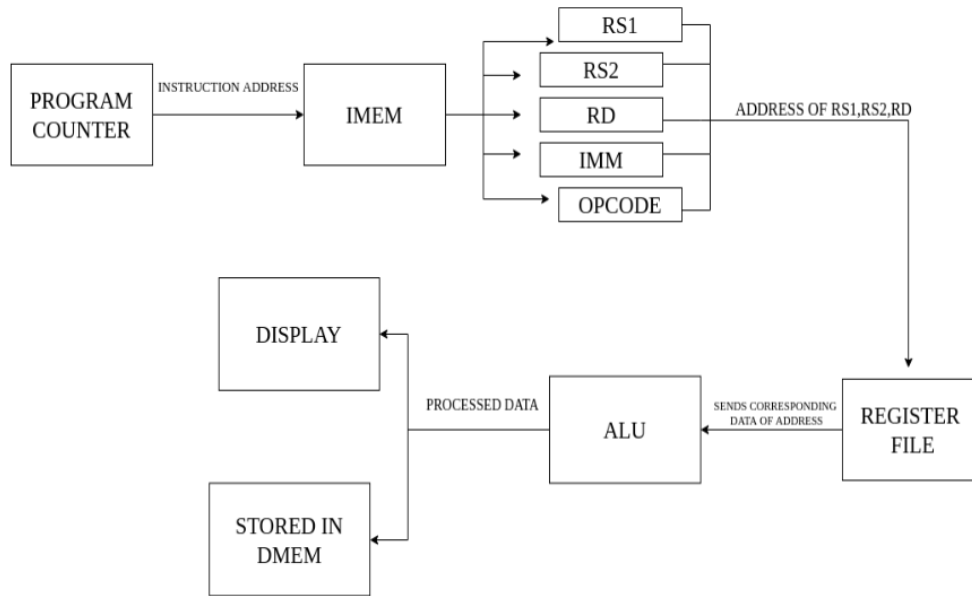 PROGRAM
COUNTER
INSTRUCTION ADDRESS
IMEM
RS1
RS2
RD
IMM
OPCODE
ADDRESS OF RS1,RS2,RD
REGISTER
FILE
SENDS CORRESPONDING
DATA OF ADDRESS
ALU
PROCESSED DATA
DISPLAY
STORED IN
DMEM